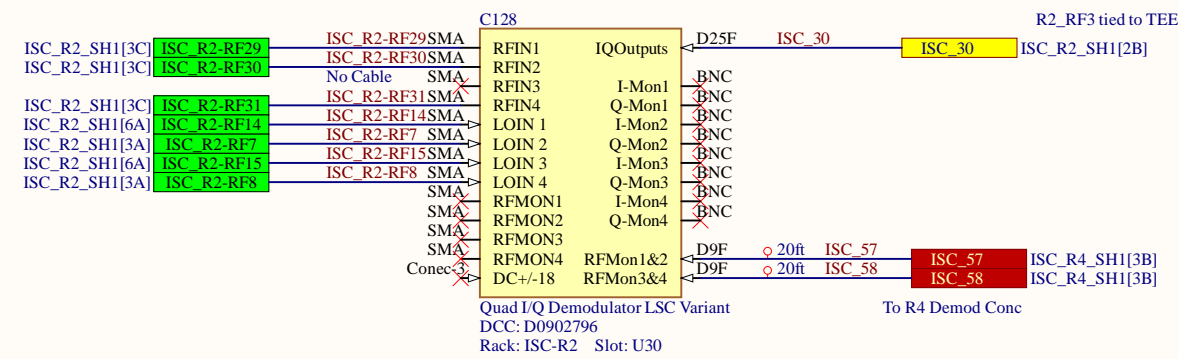 C128
R2_RF3 tied to TEE
ISC_R2_SH1[3C] ISC_R2-RF29 ISC_R2-RF29 SMA RFIN1 IQOutputs D25F ISC_30 ISC_30 ISC_R2_SH1[2B]
ISC_R2_SH1[3C] ISC_R2-RF30 ISC_R2-RF30 SMA RFIN2
No Cable SMA RFIN3 I-Mon1 BNC
ISC_R2_SH1[3C] ISC_R2-RF31 ISC_R2-RF31 SMA RFIN4 Q-Mon1 BNC
ISC_R2_SH1[6A] ISC_R2-RF14 ISC_R2-RF14 SMA LOIN 1 I-Mon2 BNC
ISC_R2_SH1[3A] ISC_R2-RF7 ISC_R2-RF7 SMA LOIN 2 Q-Mon2 BNC
ISC_R2_SH1[6A] ISC_R2-RF15 ISC_R2-RF15 SMA LOIN 3 I-Mon3 BNC
ISC_R2_SH1[3A] ISC_R2-RF8 ISC_R2-RF8 SMA LOIN 4 Q-Mon3 BNC
SMA RFMON1 I-Mon4 BNC
SMA RFMON2 Q-Mon4 BNC
SMA RFMON3
SMA RFMON4 RFMon1&2 D9F 20ft ISC_57 ISC_57 ISC_R4_SH1[3B]
Conec-3 DC+/-18 RFMon3&4 D9F 20ft ISC_58 ISC_58 ISC_R4_SH1[3B]
Quad I/Q Demodulator LSC Variant
To R4 Demod Conc
DCC: D0902796
Rack: ISC-R2 Slot: U30